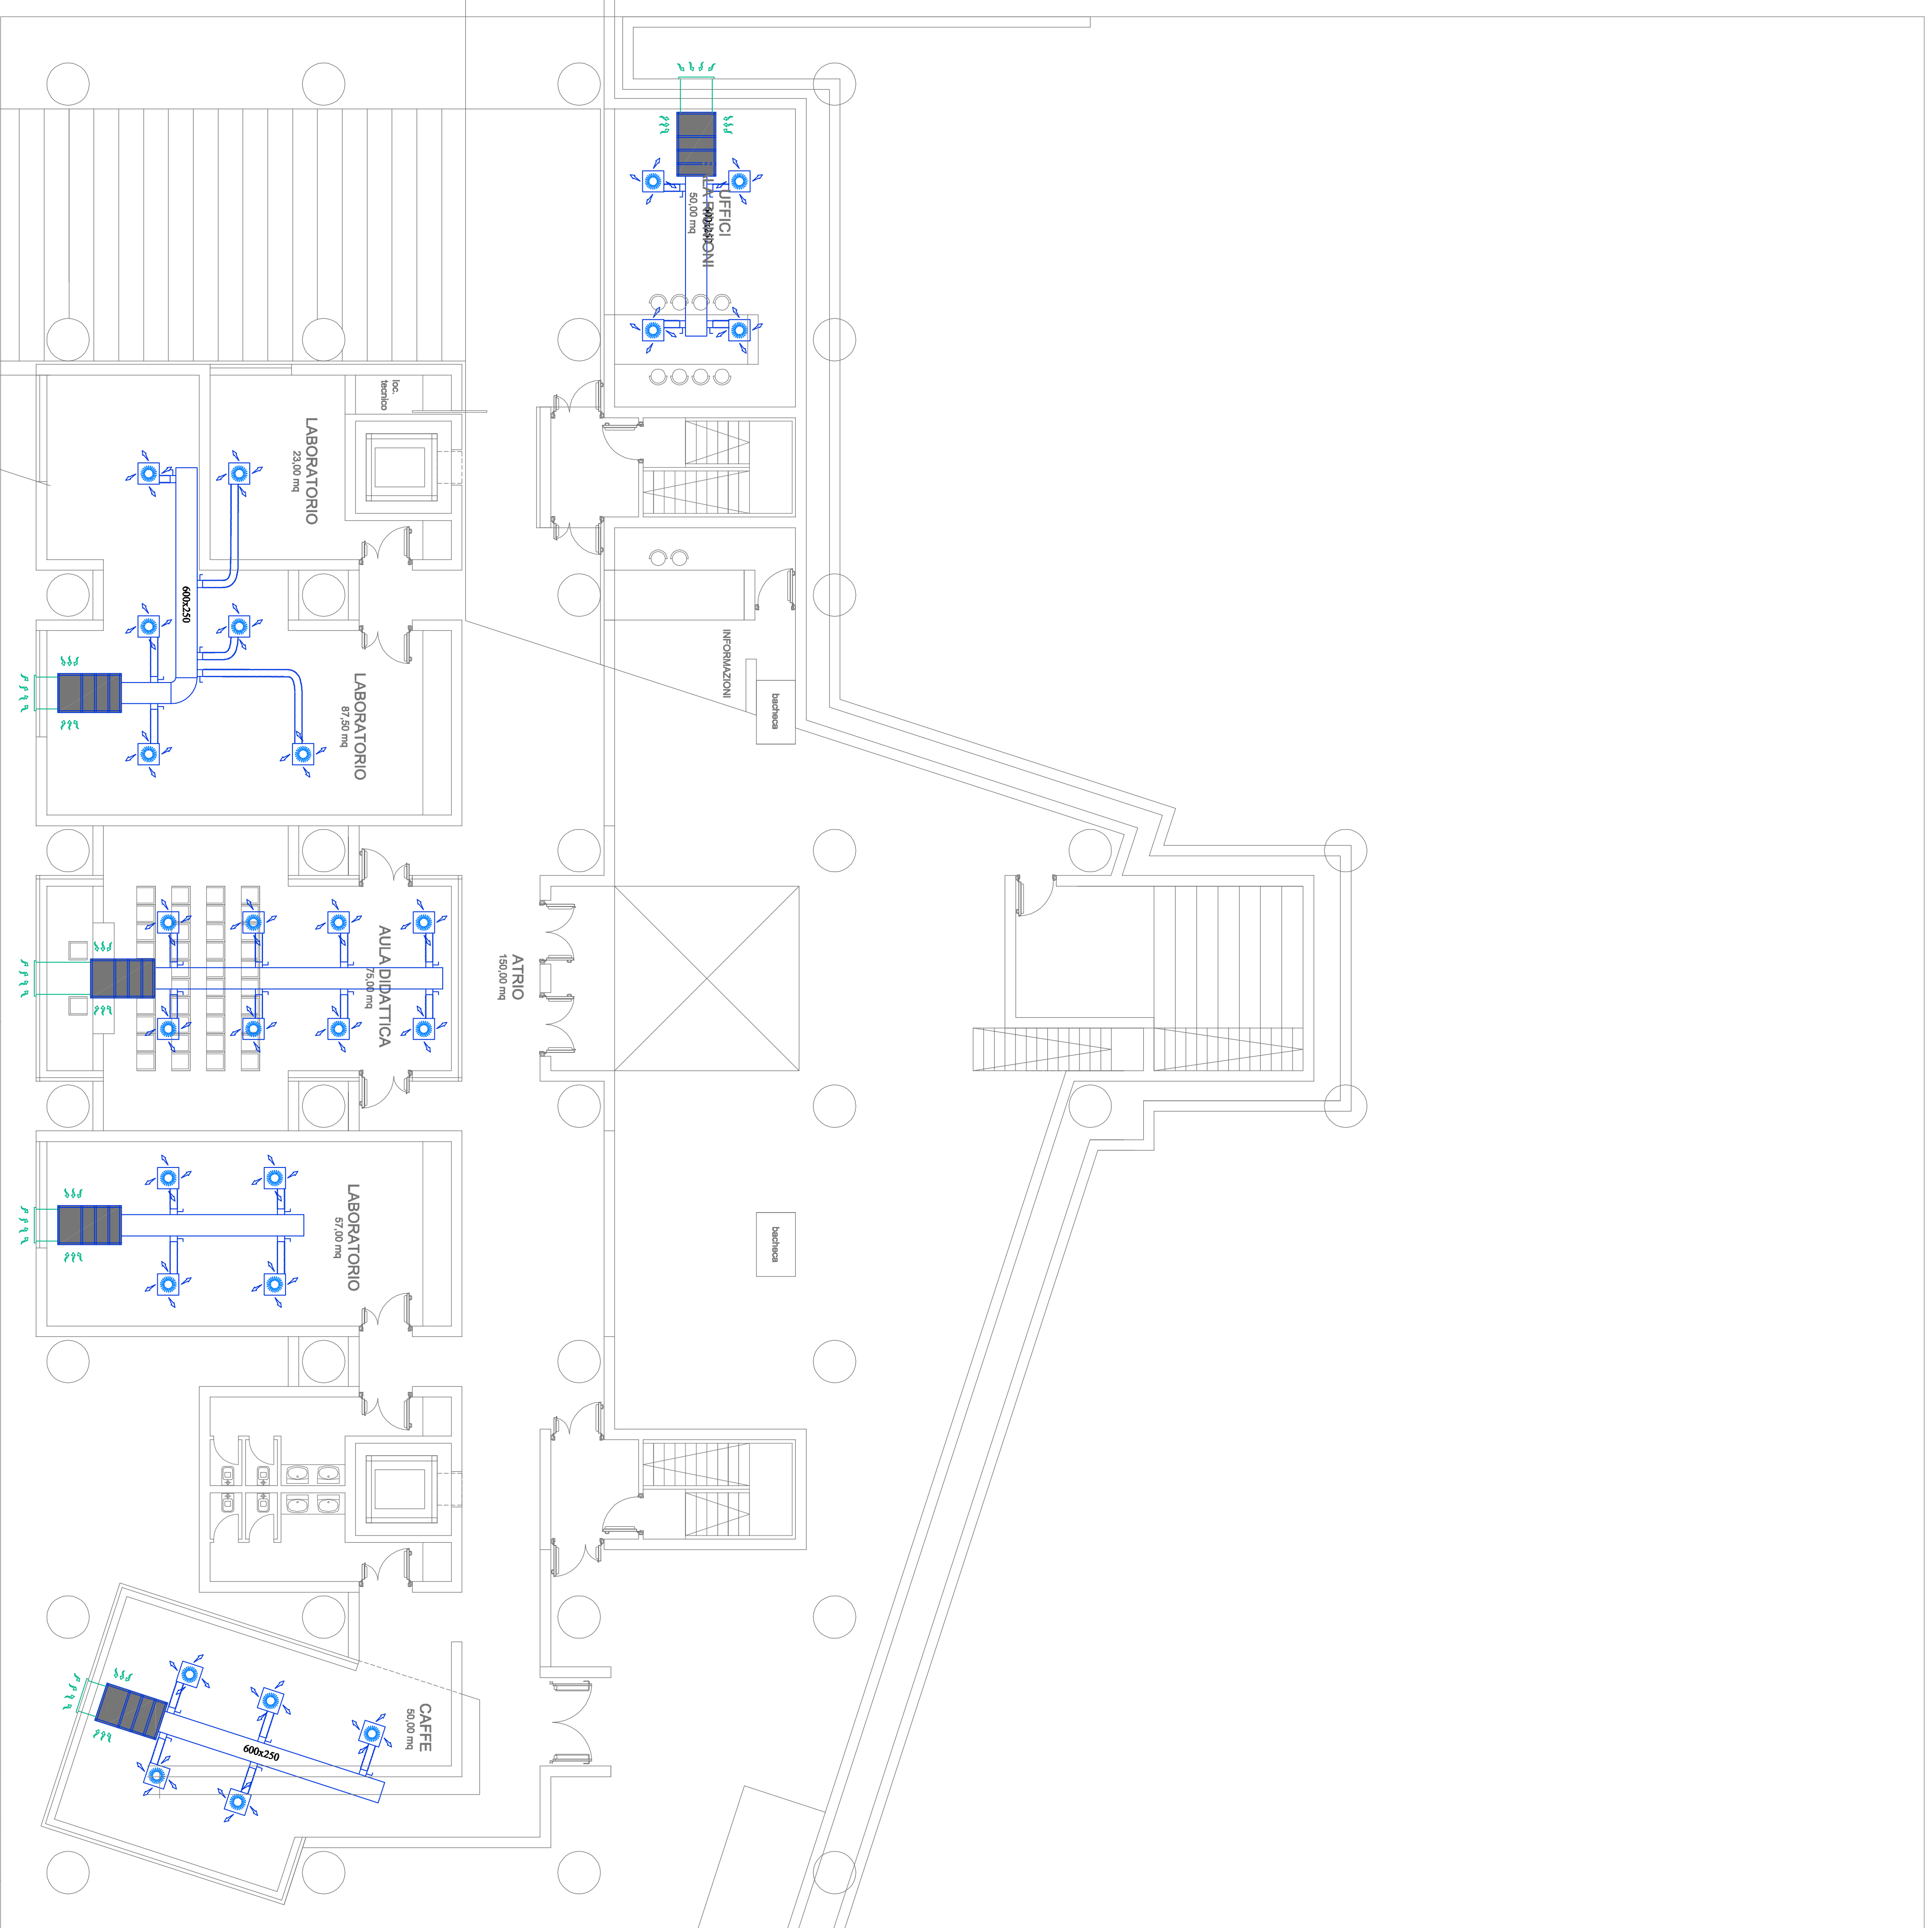 UFFICI
50,00 mq
loc.
tecnico
LABORATORIO
23,00 mq
600x250
INFORMAZIONI
bacheca
LABORATORIO
87,50 mq
AULA DIDATTICA
75,00 mq
ATRIO
150,00 mq
LABORATORIO
57,00 mq
bacheca
CAFFE
50,00 mq
600x250